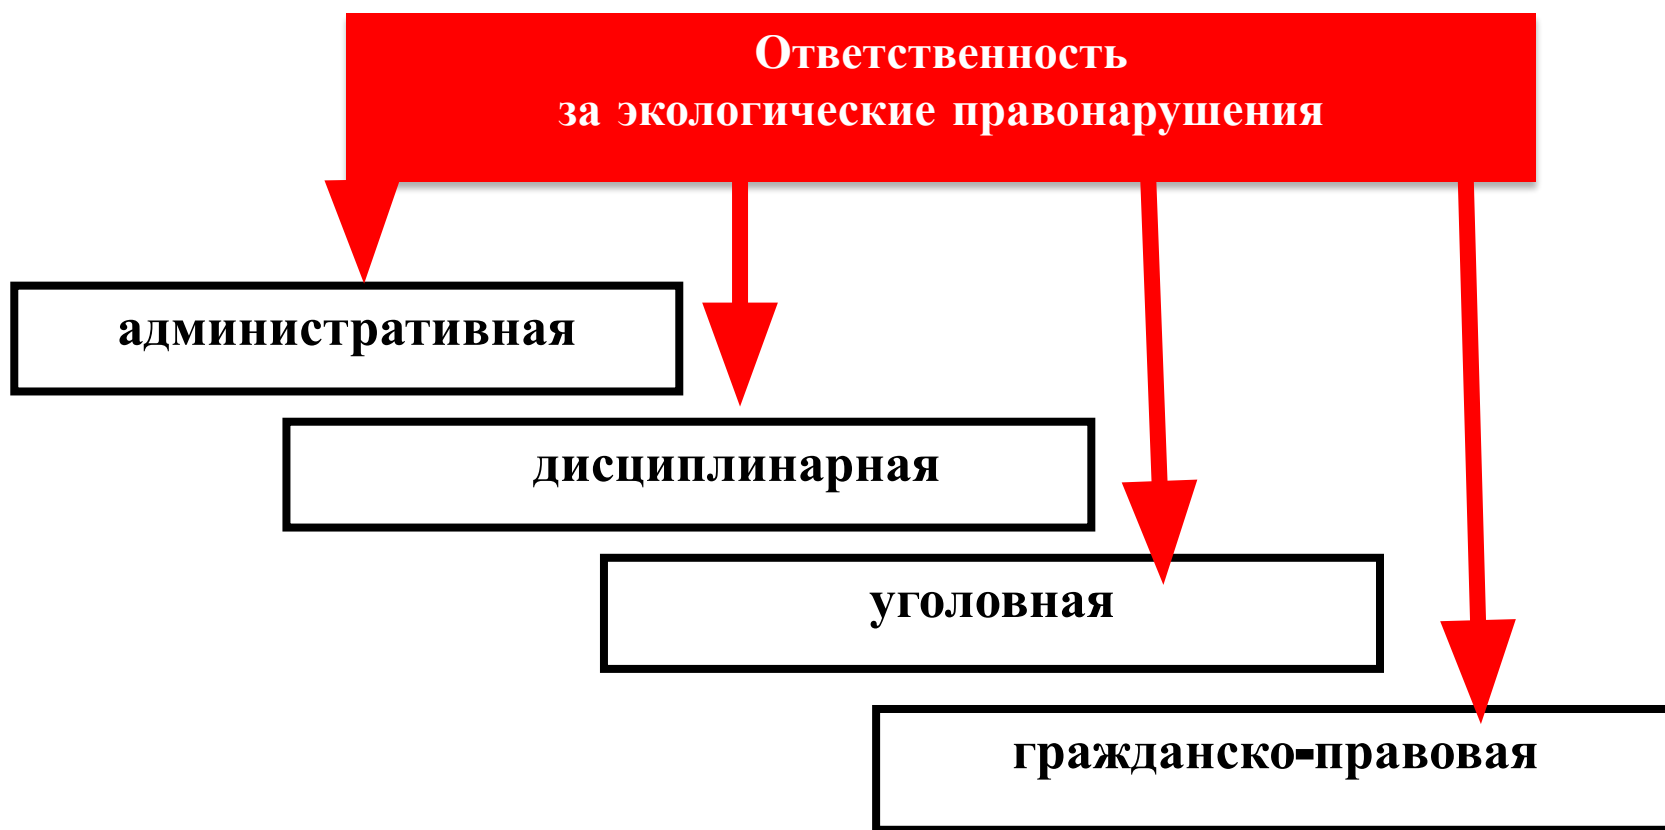 Ответственность
за экологические правонарушения
административная
дисциплинарная
уголовная
гражданско-правовая